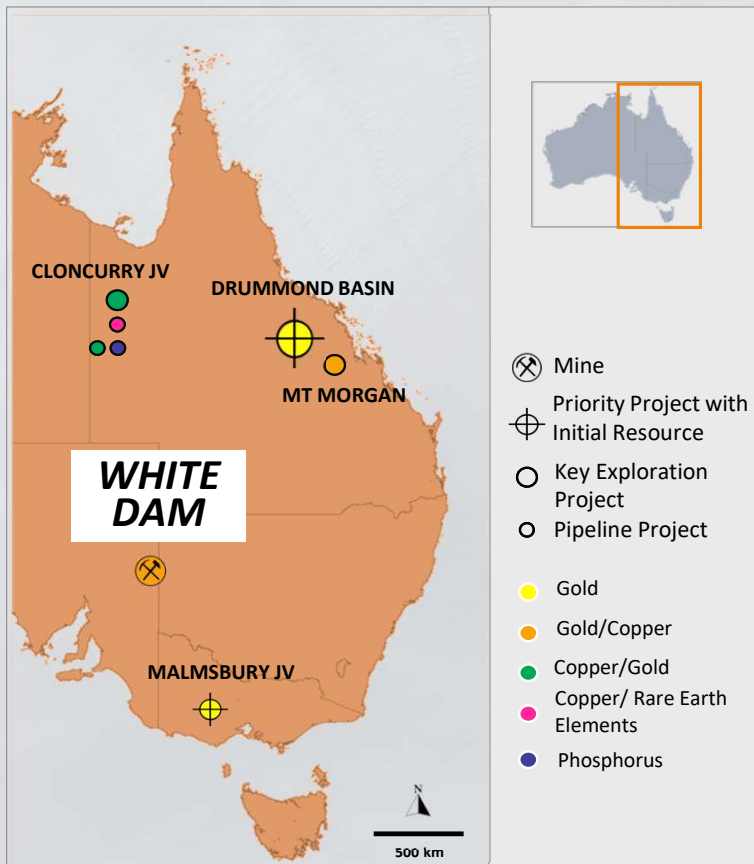 CLONCURRY JV
DRUMMOND BASIN
MT MORGAN
WHITE
DAM
MALMSBURY JV
N
500 km
Mine
Priority Project with
Initial Resource
Key Exploration
Project
Pipeline Project
Gold
Gold/Copper
Copper/Gold
Copper/ Rare Earth
Elements
Phosphorus